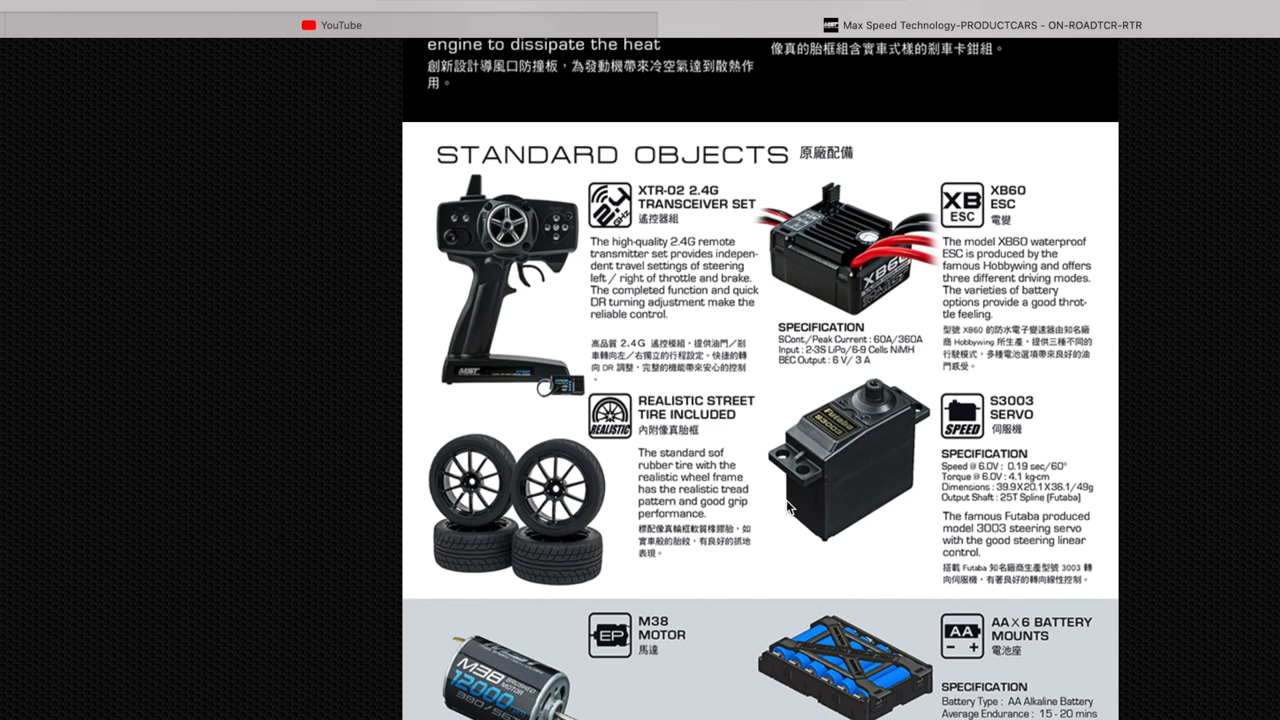 YouTube
Max Speed Technology-PRODUCTCARS - ON-ROADTCR-RTR
engine to dissipate the heat
創新設計導風口防撞板，為發動機帶來冷空氣達到散熱作
用。
像真的胎框組含實車式樣的剎車卡鉗組。
STANDARD OBJECTS 原廠配備
XTR-02 2.4G
TRANSCEIVER SET
遙控器組
The high-quality 2.4G remote
transmitter set provides indepen-
dent travel settings of steering
left / right of throttle and brake.
The completed function and quick
DR turning adjustment make the
reliable control.
高品質 2.4G 遙控模組，提供油門／剎
車轉向左／右獨立的行程設定。快捷的轉
向 DR 調整，完整的機能帶來安心的控制
。
MST
XB60
XB
ESC
XB60
ESC
電變
The model XB60 waterproof
ESC is produced by the
famous Hobbywing and offers
three different driving modes.
The varieties of battery
options provide a good throt-
tle feeling.
型號 XB60 的防水電子變速器由知名廠
商 Hobbywing 所生產，提供三種不同的
行駛模式，多種電池選項帶來良好的油
門感受。
SPECIFICATION
SCont./Peak Current : 60A/360A
Input : 2-3S LiPo/6-9 Cells NiMH
BEC Output : 6 V/ 3 A
REALISTIC
REALISTIC STREET
TIRE INCLUDED
內附像真胎框
The standard sof
rubber tire with the
realistic wheel frame
has the realistic tread
pattern and good grip
performance.
標配像真輪框軟質橡膠胎，如
實車般的胎紋，有良好的抓地
表現。
Futaba
S3003
SPEED
S3003
SERVO
伺服機
SPECIFICATION
Speed @ 6.0V : 0.19 sec/60°
Torque @ 6.0V : 4.1 kg-cm
Dimensions : 39.9X20.1X36.1/49g
Output Shaft : 25T Spline (Futaba)
The famous Futaba produced
model 3003 steering servo
with the good steering linear
control.
搭載 Futaba 知名廠商生產型號 3003 轉
向伺服機，有著良好的轉向線性控制。
M38 BRUSHED
MOTOR
12000
EP
M38
MOTOR
馬達
AA
- +
AA×6 BATTERY
MOUNTS
電池座
SPECIFICATION
Battery Type : AA Alkaline Battery
Average Endurance : 15 - 20 mins